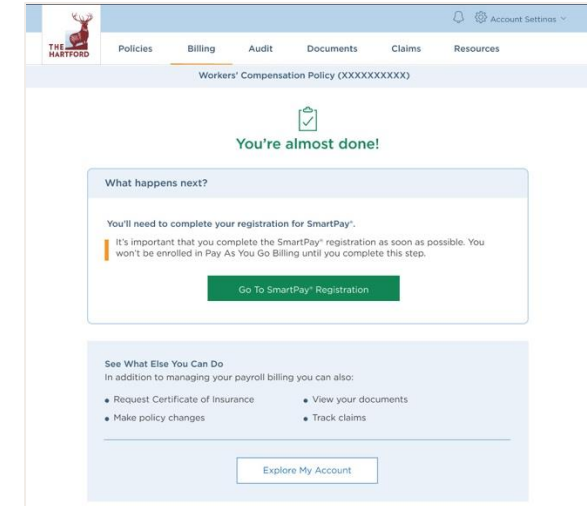 Account Settings
THE
HARTFORD
Policies Billing Audit Documents Claims Resources
Workers' Compensation Policy (XXXXXXXXXX)
You're almost done!
What happens next?
You'll need to complete your registration for SmartPay®.
It's important that you complete the SmartPay® registration as soon as possible. You
won't be enrolled in Pay As You Go Billing until you complete this step.
Go To SmartPay® Registration
See What Else You Can Do
In addition to managing your payroll billing you can also:
• Request Certificate of Insurance • View your documents
• Make policy changes • Track claims
Explore My Account